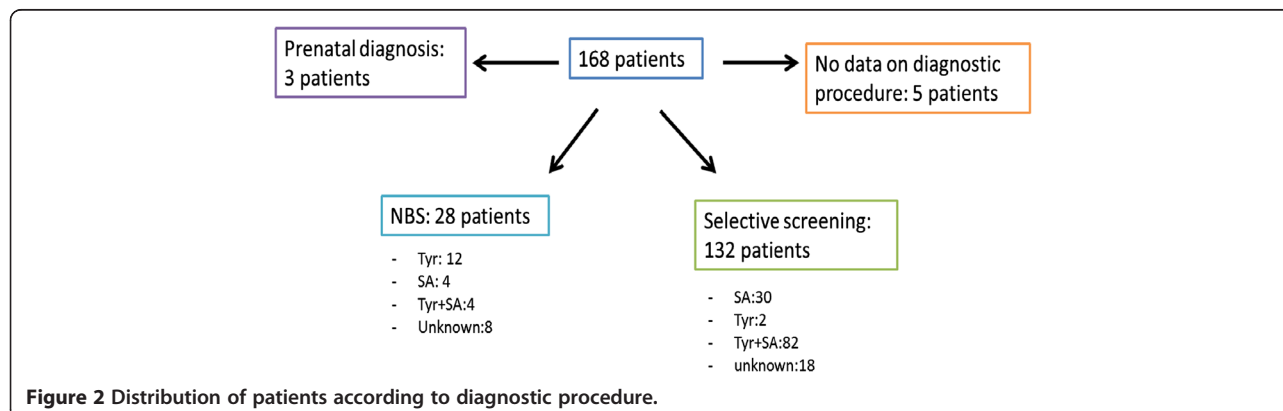 Prenatal diagnosis:
3 patients
168 patients
No data on diagnostic
procedure: 5 patients
NBS: 28 patients
- Tyr: 12
- SA: 4
- Tyr+SA:4
- Unknown:8
Selective screening:
132 patients
- SA:30
- Tyr:2
- Tyr+SA:82
- unknown:18
Figure 2 Distribution of patients according to diagnostic procedure.